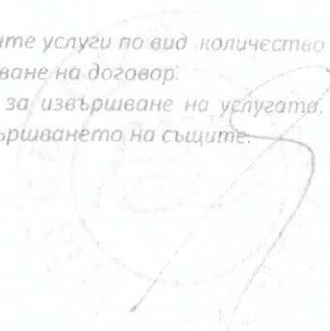 ите услуги по вид количество
ване на договор.
за извършване на услугата,
ършването на същите.